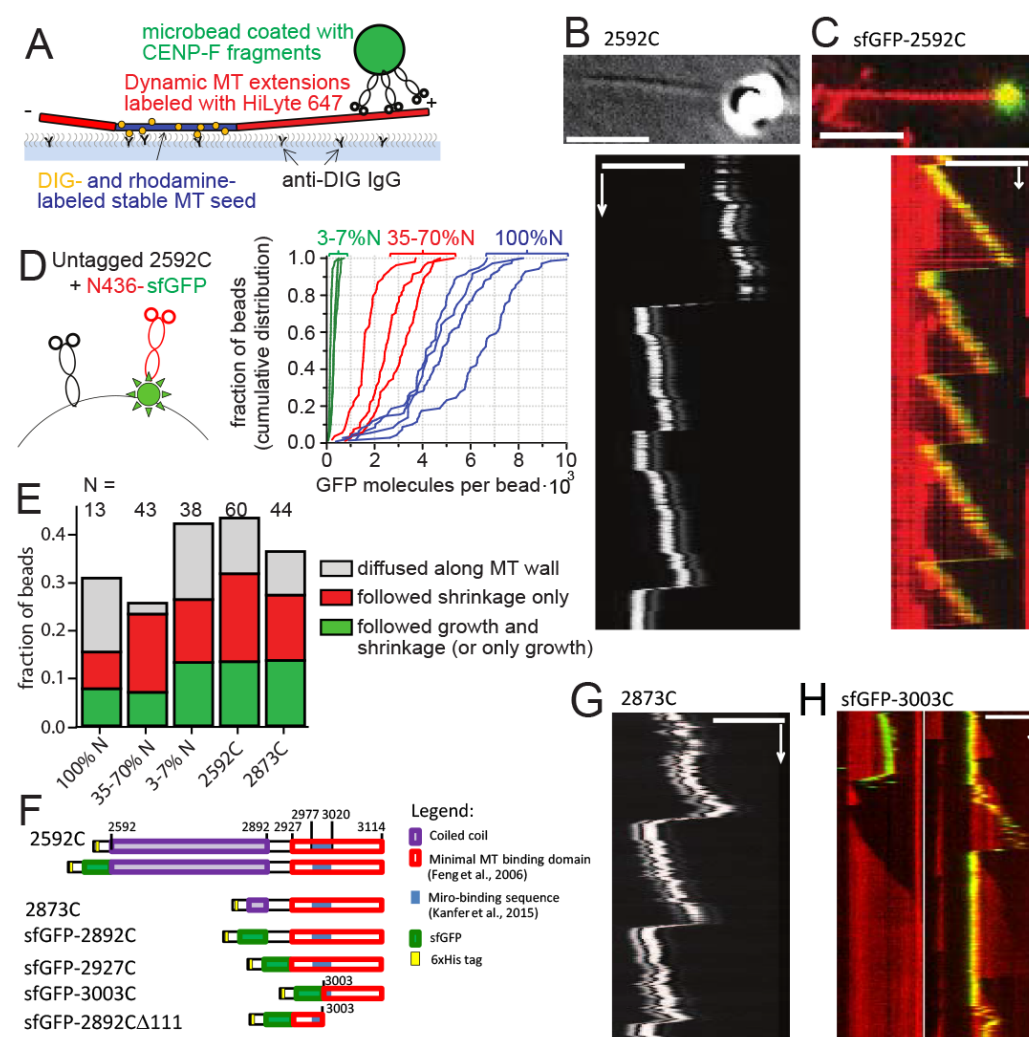 A
microbead coated with
CENP-F fragments
Dynamic MT extensions
labeled with HiLyte 647
-
+
DIG- and rhodamine-
labeled stable MT seed
anti-DIG IgG
B
2592C
C
sfGFP-2592C
D
Untagged 2592C
+ N436-sfGFP
3-7%N
35-70%N
100%N
fraction of beads
(cumulative distribution)
1.0
0.8
0.6
0.4
0.2
0.0
0
2
4
6
8
10
GFP molecules per bead·10³
E
N =
13
43
38
60
44
fraction of beads
0.4
0.3
0.2
0.1
0.0
100% N
35-70% N
3-7% N
2592C
2873C
diffused along MT wall
followed shrinkage only
followed growth and
shrinkage (or only growth)
F
2592
2892
2927
2977
3020
3114
2592C
2873C
sfGFP-2892C
sfGFP-2927C
sfGFP-3003C
3003
sfGFP-2892CΔ111
3003
Legend:
Coiled coil
Minimal MT binding domain
(Feng et al., 2006)
Miro-binding sequence
(Kanfer et al., 2015)
sfGFP
6xHis tag
G
2873C
H
sfGFP-3003C